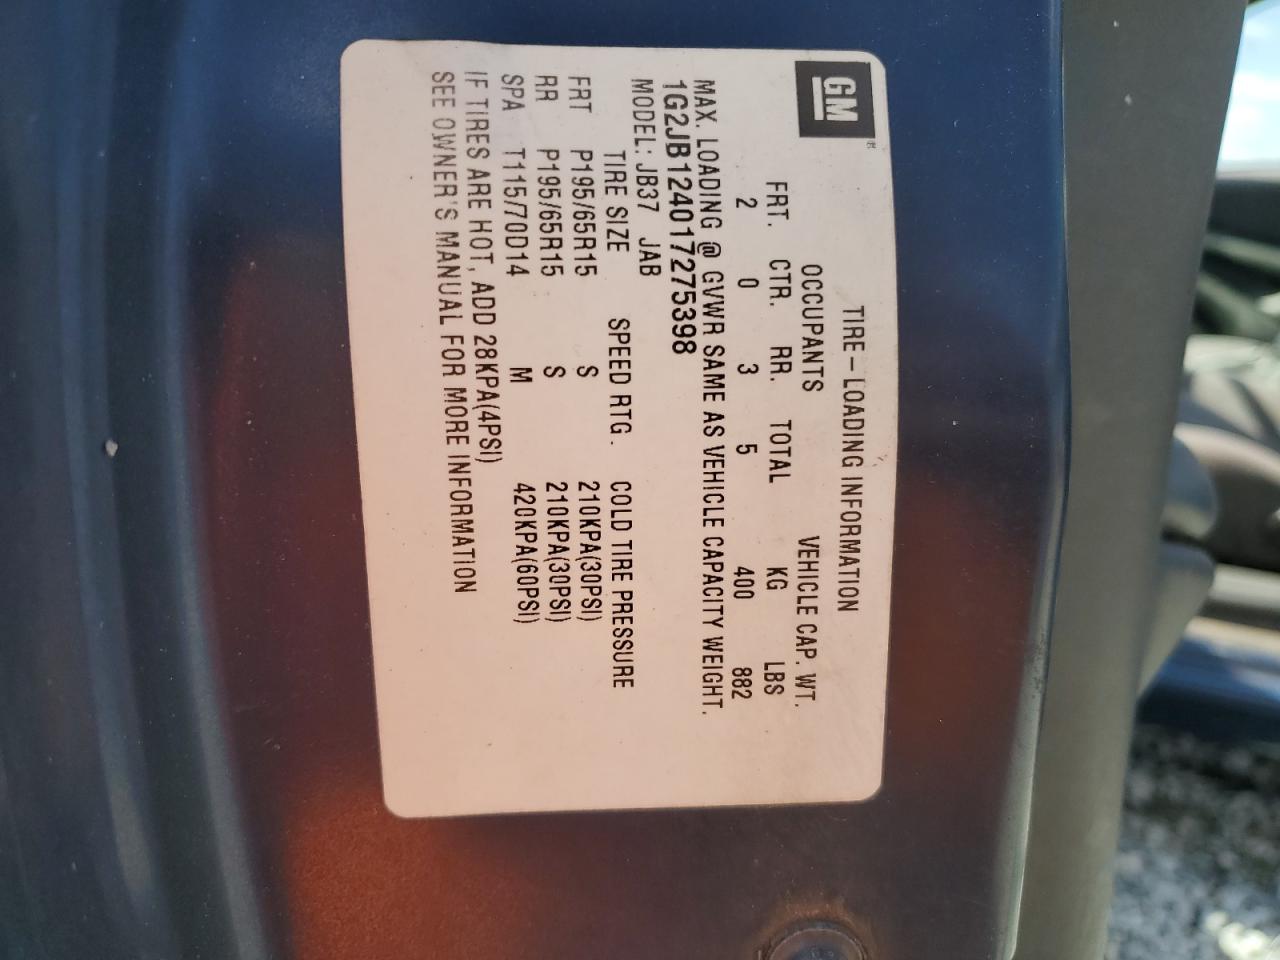 GM
TIRE-LOADING INFORMATION
OCCUPANTS VEHICLE CAP. WT.
FRT. CTR. RR. TOTAL KG LBS
2 0 3 5 400 882
MAX. LOADING @ GVWR SAME AS VEHICLE CAPACITY WEIGHT.
1G2JB124017275398
MODEL: JB37 JAB
TIRE SIZE SPEED RTG. COLD TIRE PRESSURE
FRT P195/65R15 S 210KPA(30PSI)
RR P195/65R15 S 210KPA(30PSI)
SPA T115/70D14 M 420KPA(60PSI)
IF TIRES ARE HOT, ADD 28KPA(4PSI)
SEE OWNER'S MANUAL FOR MORE INFORMATION